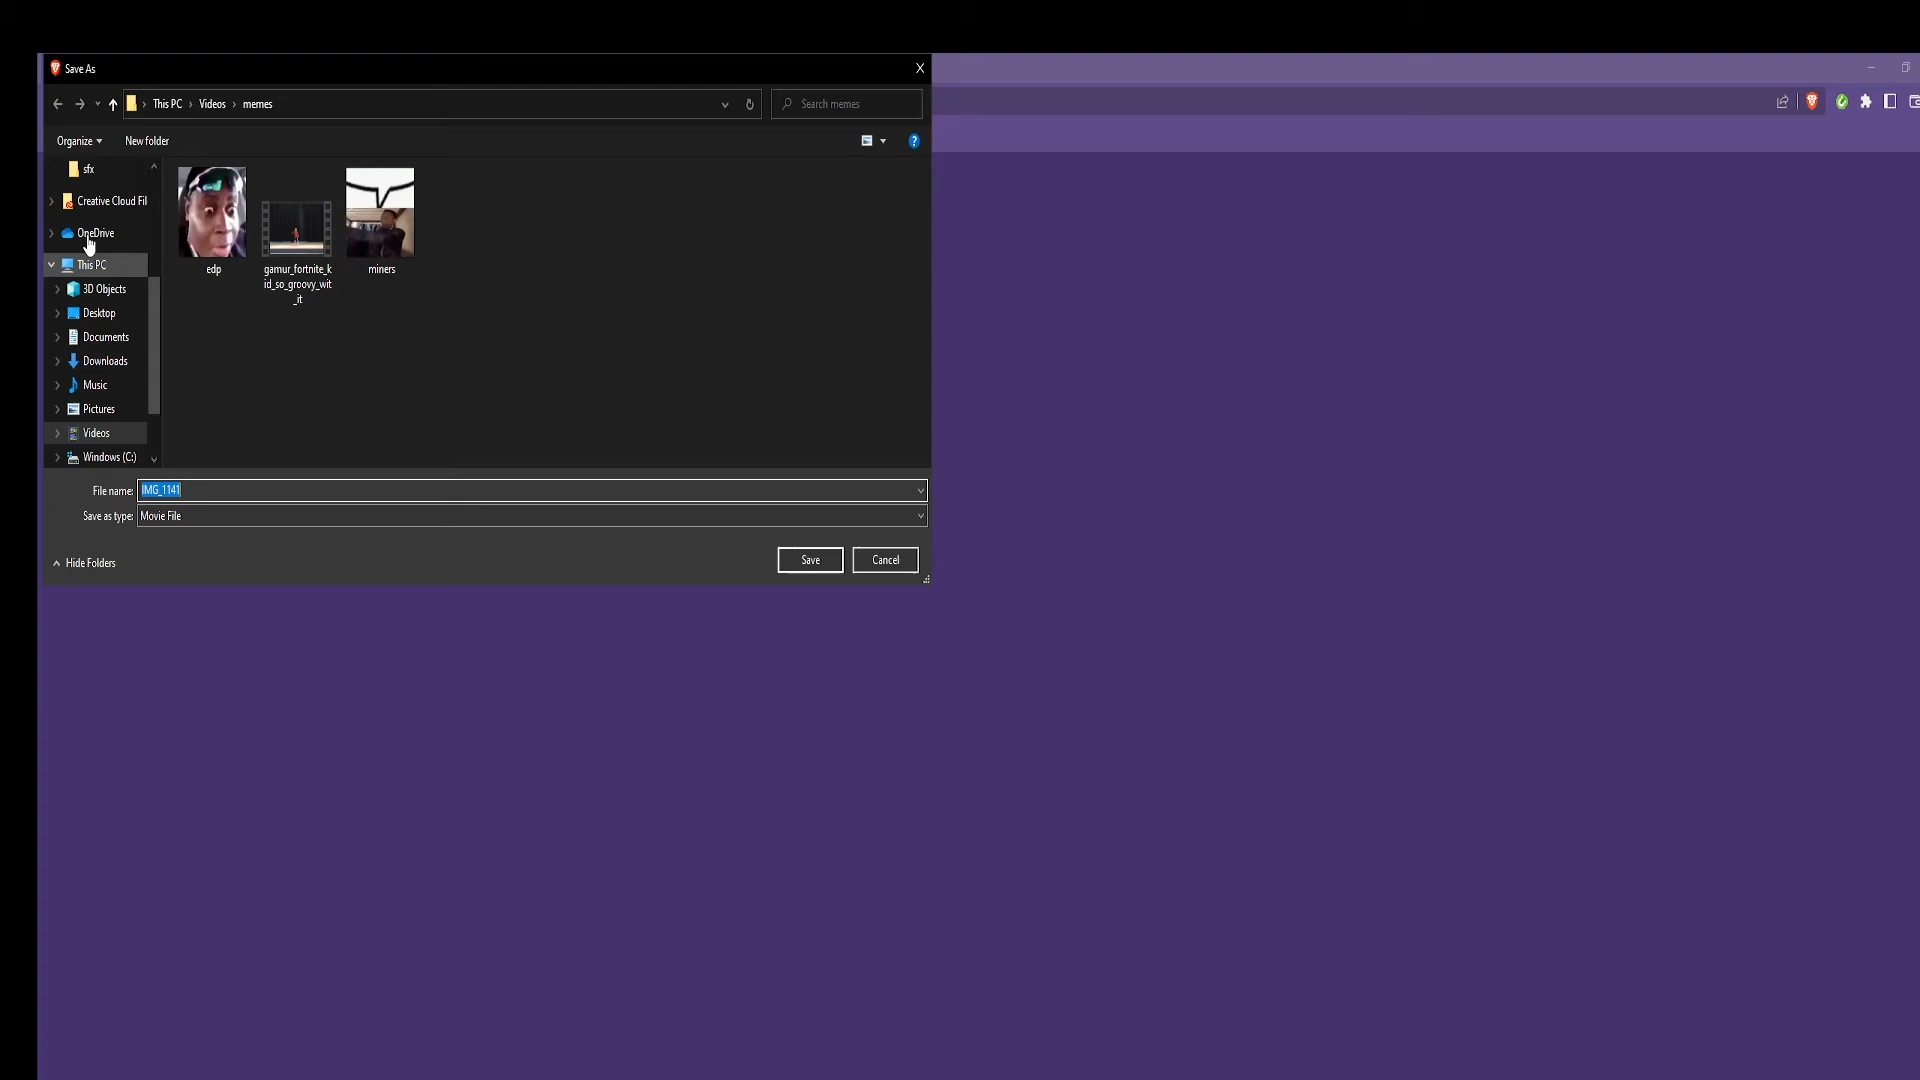 Save As
This PC > Videos > memes
Search memes
Organize
New folder
sfx
Creative Cloud Fil
OneDrive
This PC
3D Objects
Desktop
Documents
Downloads
Music
Pictures
Videos
Windows (C:)
edp
gamur_fortnite_k
id_so_groovy_wit
_it
miners
File name: IMG_1141
Save as type: Movie File
Hide Folders
Save
Cancel